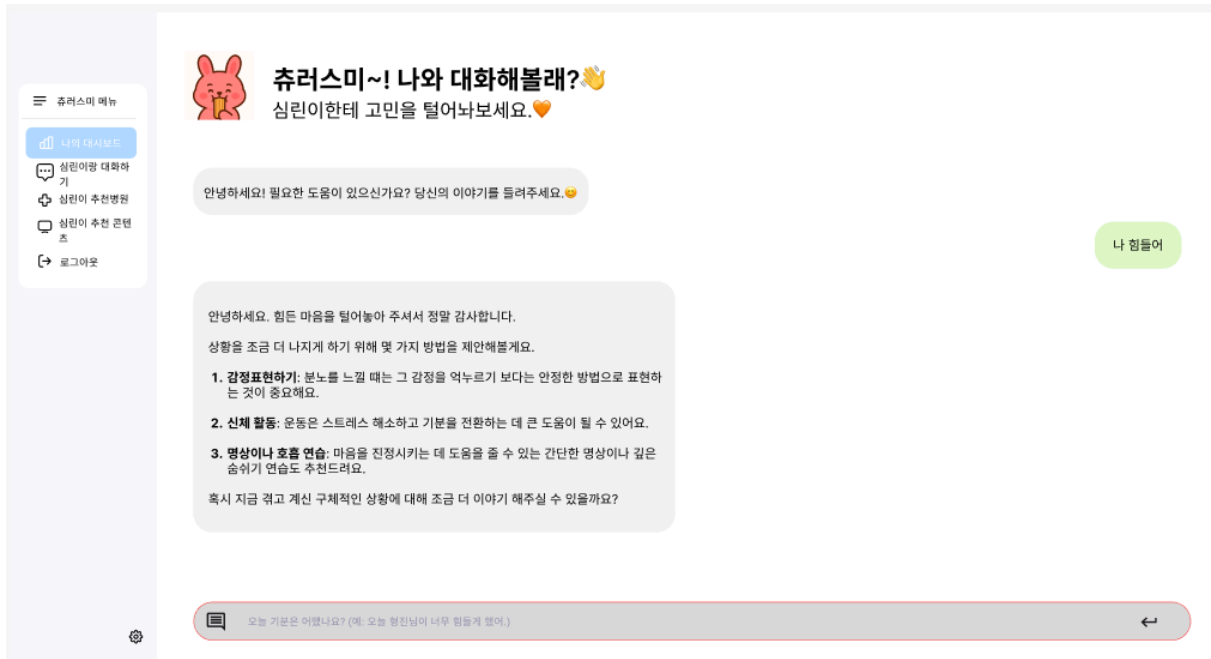 츄러스미~! 나와 대화해볼래?👋
심린이한테 고민을 털어놔보세요.🧡
츄러스미 메뉴
나의 대시보드
심린이랑 대화하
기
심린이 추천병원
심린이 추천 콘텐
츠
로그아웃
안녕하세요! 필요한 도움이 있으신가요? 당신의 이야기를 들려주세요.😊
나 힘들어
안녕하세요. 힘든 마음을 털어놓아 주셔서 정말 감사합니다.
상황을 조금 더 나지게 하기 위해 몇 가지 방법을 제안해볼게요.
1. 감정표현하기: 분노를 느낄 때는 그 감정을 억누르기 보다는 안정한 방법으로 표현하
는 것이 중요해요.
2. 신체 활동: 운동은 스트레스 해소하고 기분을 전환하는 데 큰 도움이 될 수 있어요.
3. 명상이나 호흡 연습: 마음을 진정시키는 데 도움을 줄 수 있는 간단한 명상이나 깊은
숨쉬기 연습도 추천드려요.
혹시 지금 겪고 계신 구체적인 상황에 대해 조금 더 이야기 해주실 수 있을까요?
오늘 기분은 어땠나요? (예: 오늘 형진님이 너무 힘들게 했어.)